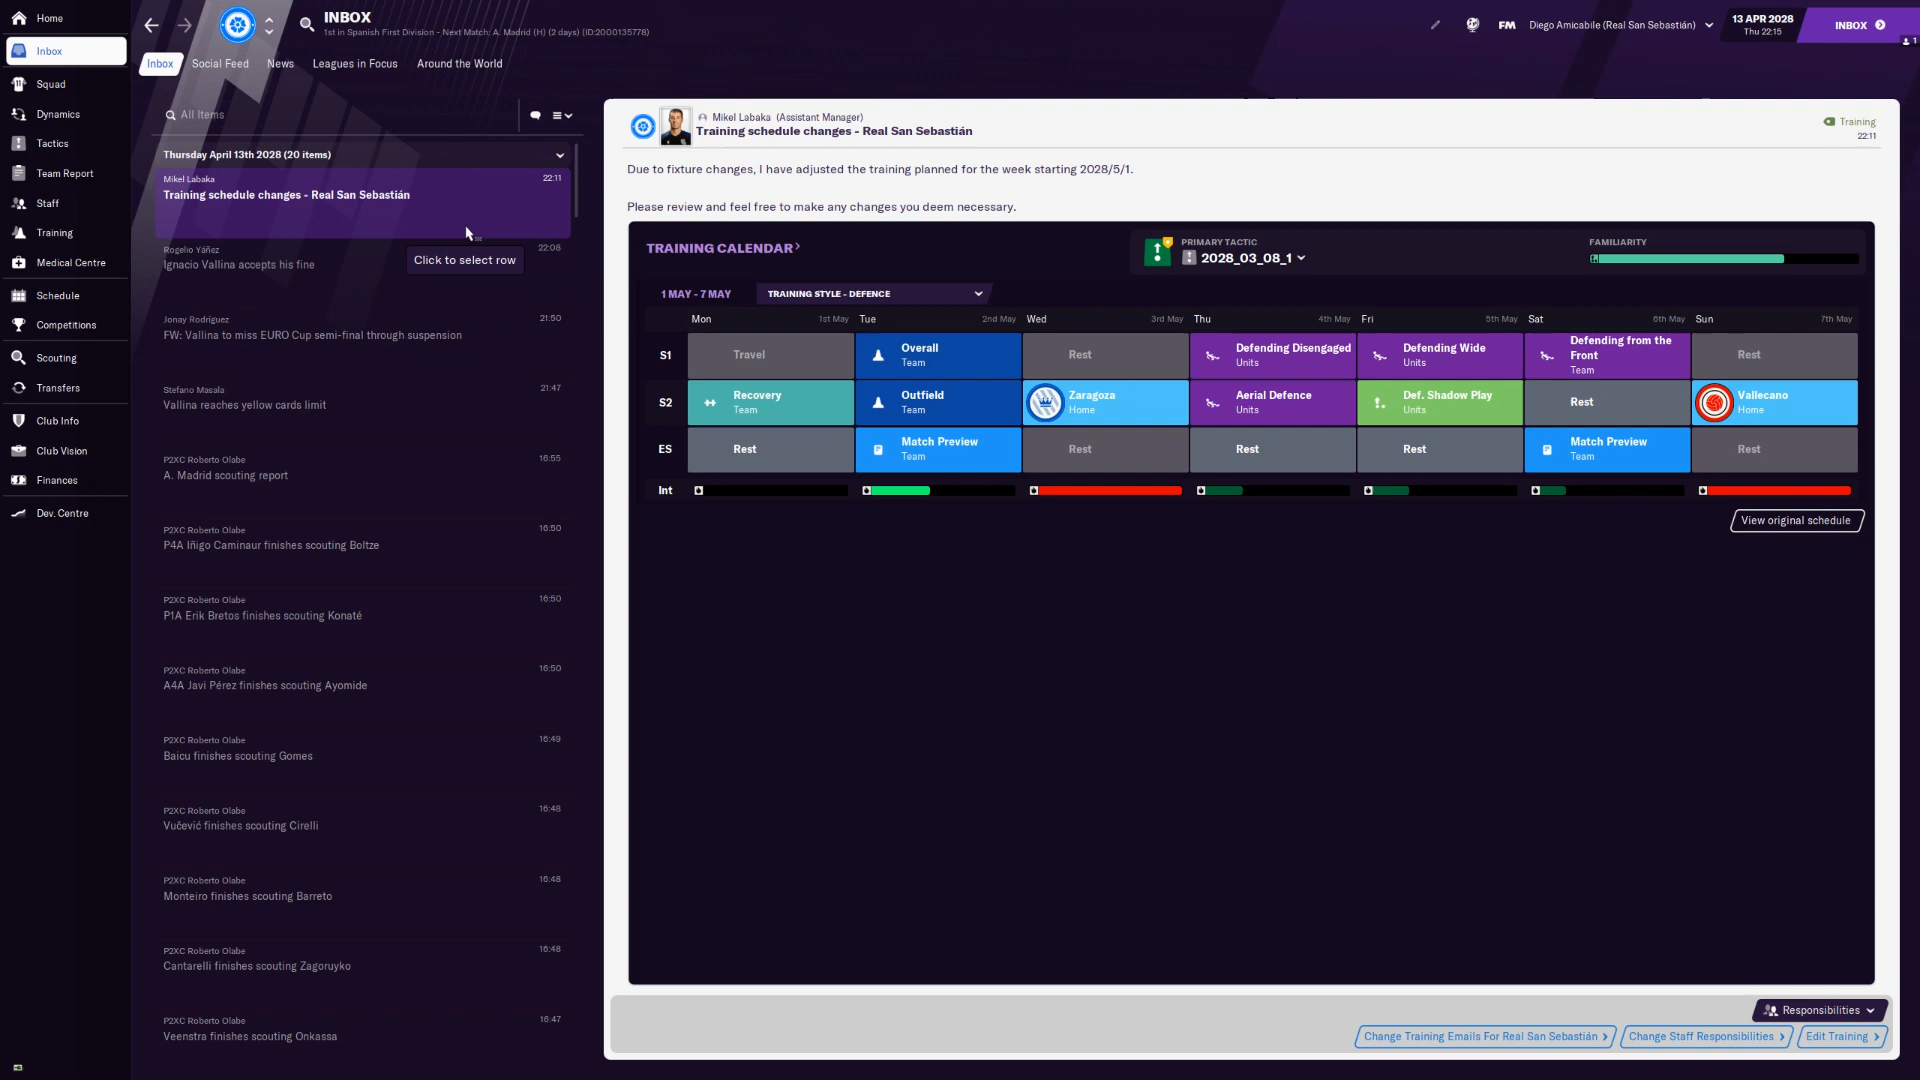 Home
Inbox
Squad
Dynamics
Tactics
Team Report
Staff
Training
Medical Centre
Schedule
Competitions
Scouting
Transfers
Club Info
Club Vision
Finances
Dev. Centre
INBOX
1st in Spanish First Division - Next Match: A. Madrid (H) (2 days) (ID:2000135778)
FM
Diego Amicabile (Real San Sebastián)
13 APR 2028
Thu 22:15
INBOX
1
Inbox
Social Feed
News
Leagues in Focus
Around the World
All Items
Thursday April 13th 2028 (20 items)
Mikel Labaka
22:11
Training schedule changes - Real San Sebastián
Rogelio Yáñez
22:08
Ignacio Vallina accepts his fine
Click to select row
Jonay Rodríguez
21:50
FW: Vallina to miss EURO Cup semi-final through suspension
Stefano Masala
21:47
Vallina reaches yellow cards limit
P2XC Roberto Olabe
16:55
A. Madrid scouting report
P2XC Roberto Olabe
16:50
P4A Iñigo Caminaur finishes scouting Boltze
P2XC Roberto Olabe
16:50
P1A Erik Bretos finishes scouting Konaté
P2XC Roberto Olabe
16:50
A4A Javi Pérez finishes scouting Ayomide
P2XC Roberto Olabe
16:49
Baicu finishes scouting Gomes
P2XC Roberto Olabe
16:48
Vučević finishes scouting Cirelli
P2XC Roberto Olabe
16:48
Monteiro finishes scouting Barreto
P2XC Roberto Olabe
16:48
Cantarelli finishes scouting Zagoruyko
P2XC Roberto Olabe
16:47
Veenstra finishes scouting Onkassa
Mikel Labaka (Assistant Manager)
Training schedule changes - Real San Sebastián
Training
22:11
Due to fixture changes, I have adjusted the training planned for the week starting 2028/5/1.
Please review and feel free to make any changes you deem necessary.
TRAINING CALENDAR
PRIMARY TACTIC
2028_03_08_1
FAMILIARITY
1 MAY - 7 MAY
TRAINING STYLE - DEFENCE
Mon 1st May Tue 2nd May Wed 3rd May Thu 4th May Fri 5th May Sat 6th May Sun 7th May
S1
Travel
Overall
Team
Rest
Defending Disengaged
Units
Defending Wide
Units
Defending from the
Front
Team
Rest
S2
Recovery
Team
Outfield
Team
Zaragoza
Home
Aerial Defence
Units
Def. Shadow Play
Units
Rest
Vallecano
Home
ES
Rest
Match Preview
Team
Rest
Rest
Rest
Match Preview
Team
Rest
Int
View original schedule
Responsibilities
Change Training Emails For Real San Sebastián
Change Staff Responsibilities
Edit Training